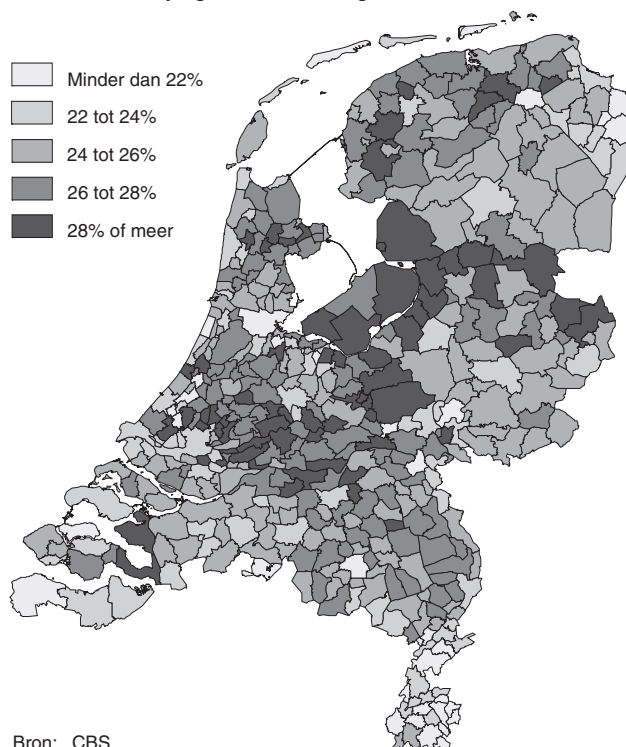 Minder dan 22%
22 tot 24%
24 tot 26%
26 tot 28%
28% of meer
Bron: CBS